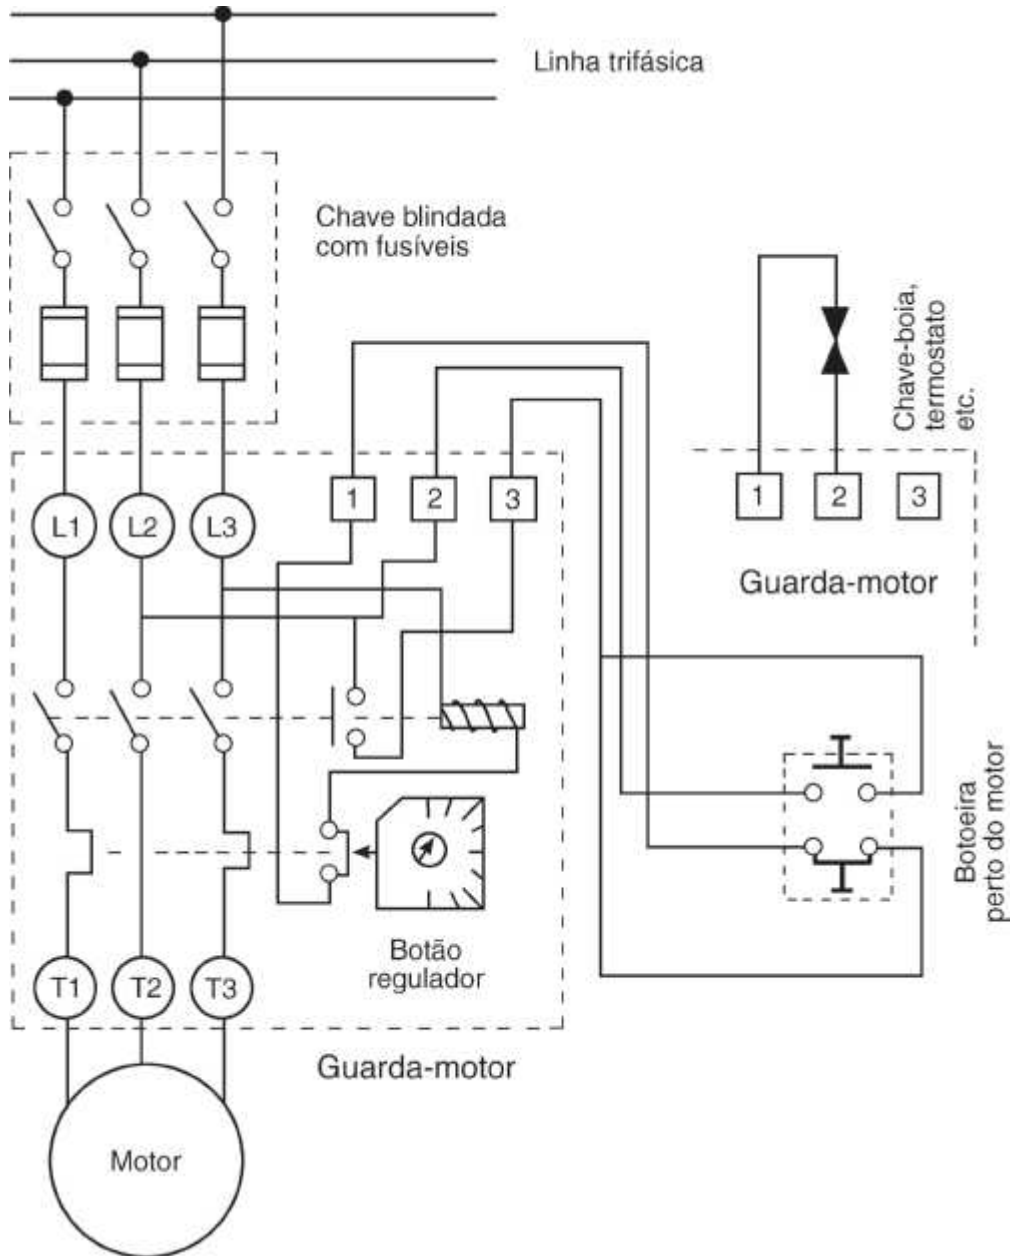 Linha trifásica
Chave blindada
com fusíveis
Chave-boia,
termostato
etc.
L1 L2 L3
1 2 3
1 2 3
Guarda-motor
Botoeira
perto do motor
Botão
regulador
T1 T2 T3
Guarda-motor
Motor